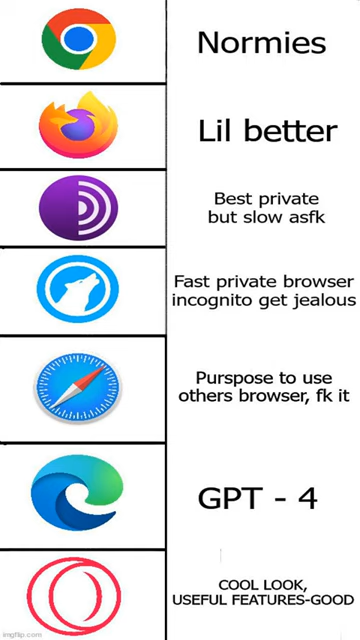 Normies
Lil better
Best private
but slow asfk
Fast private browser
incognito get jealous
Purspose to use
others browser, fk it
GPT - 4
COOL LOOK,
USEFUL FEATURES-GOOD
imgflip.com